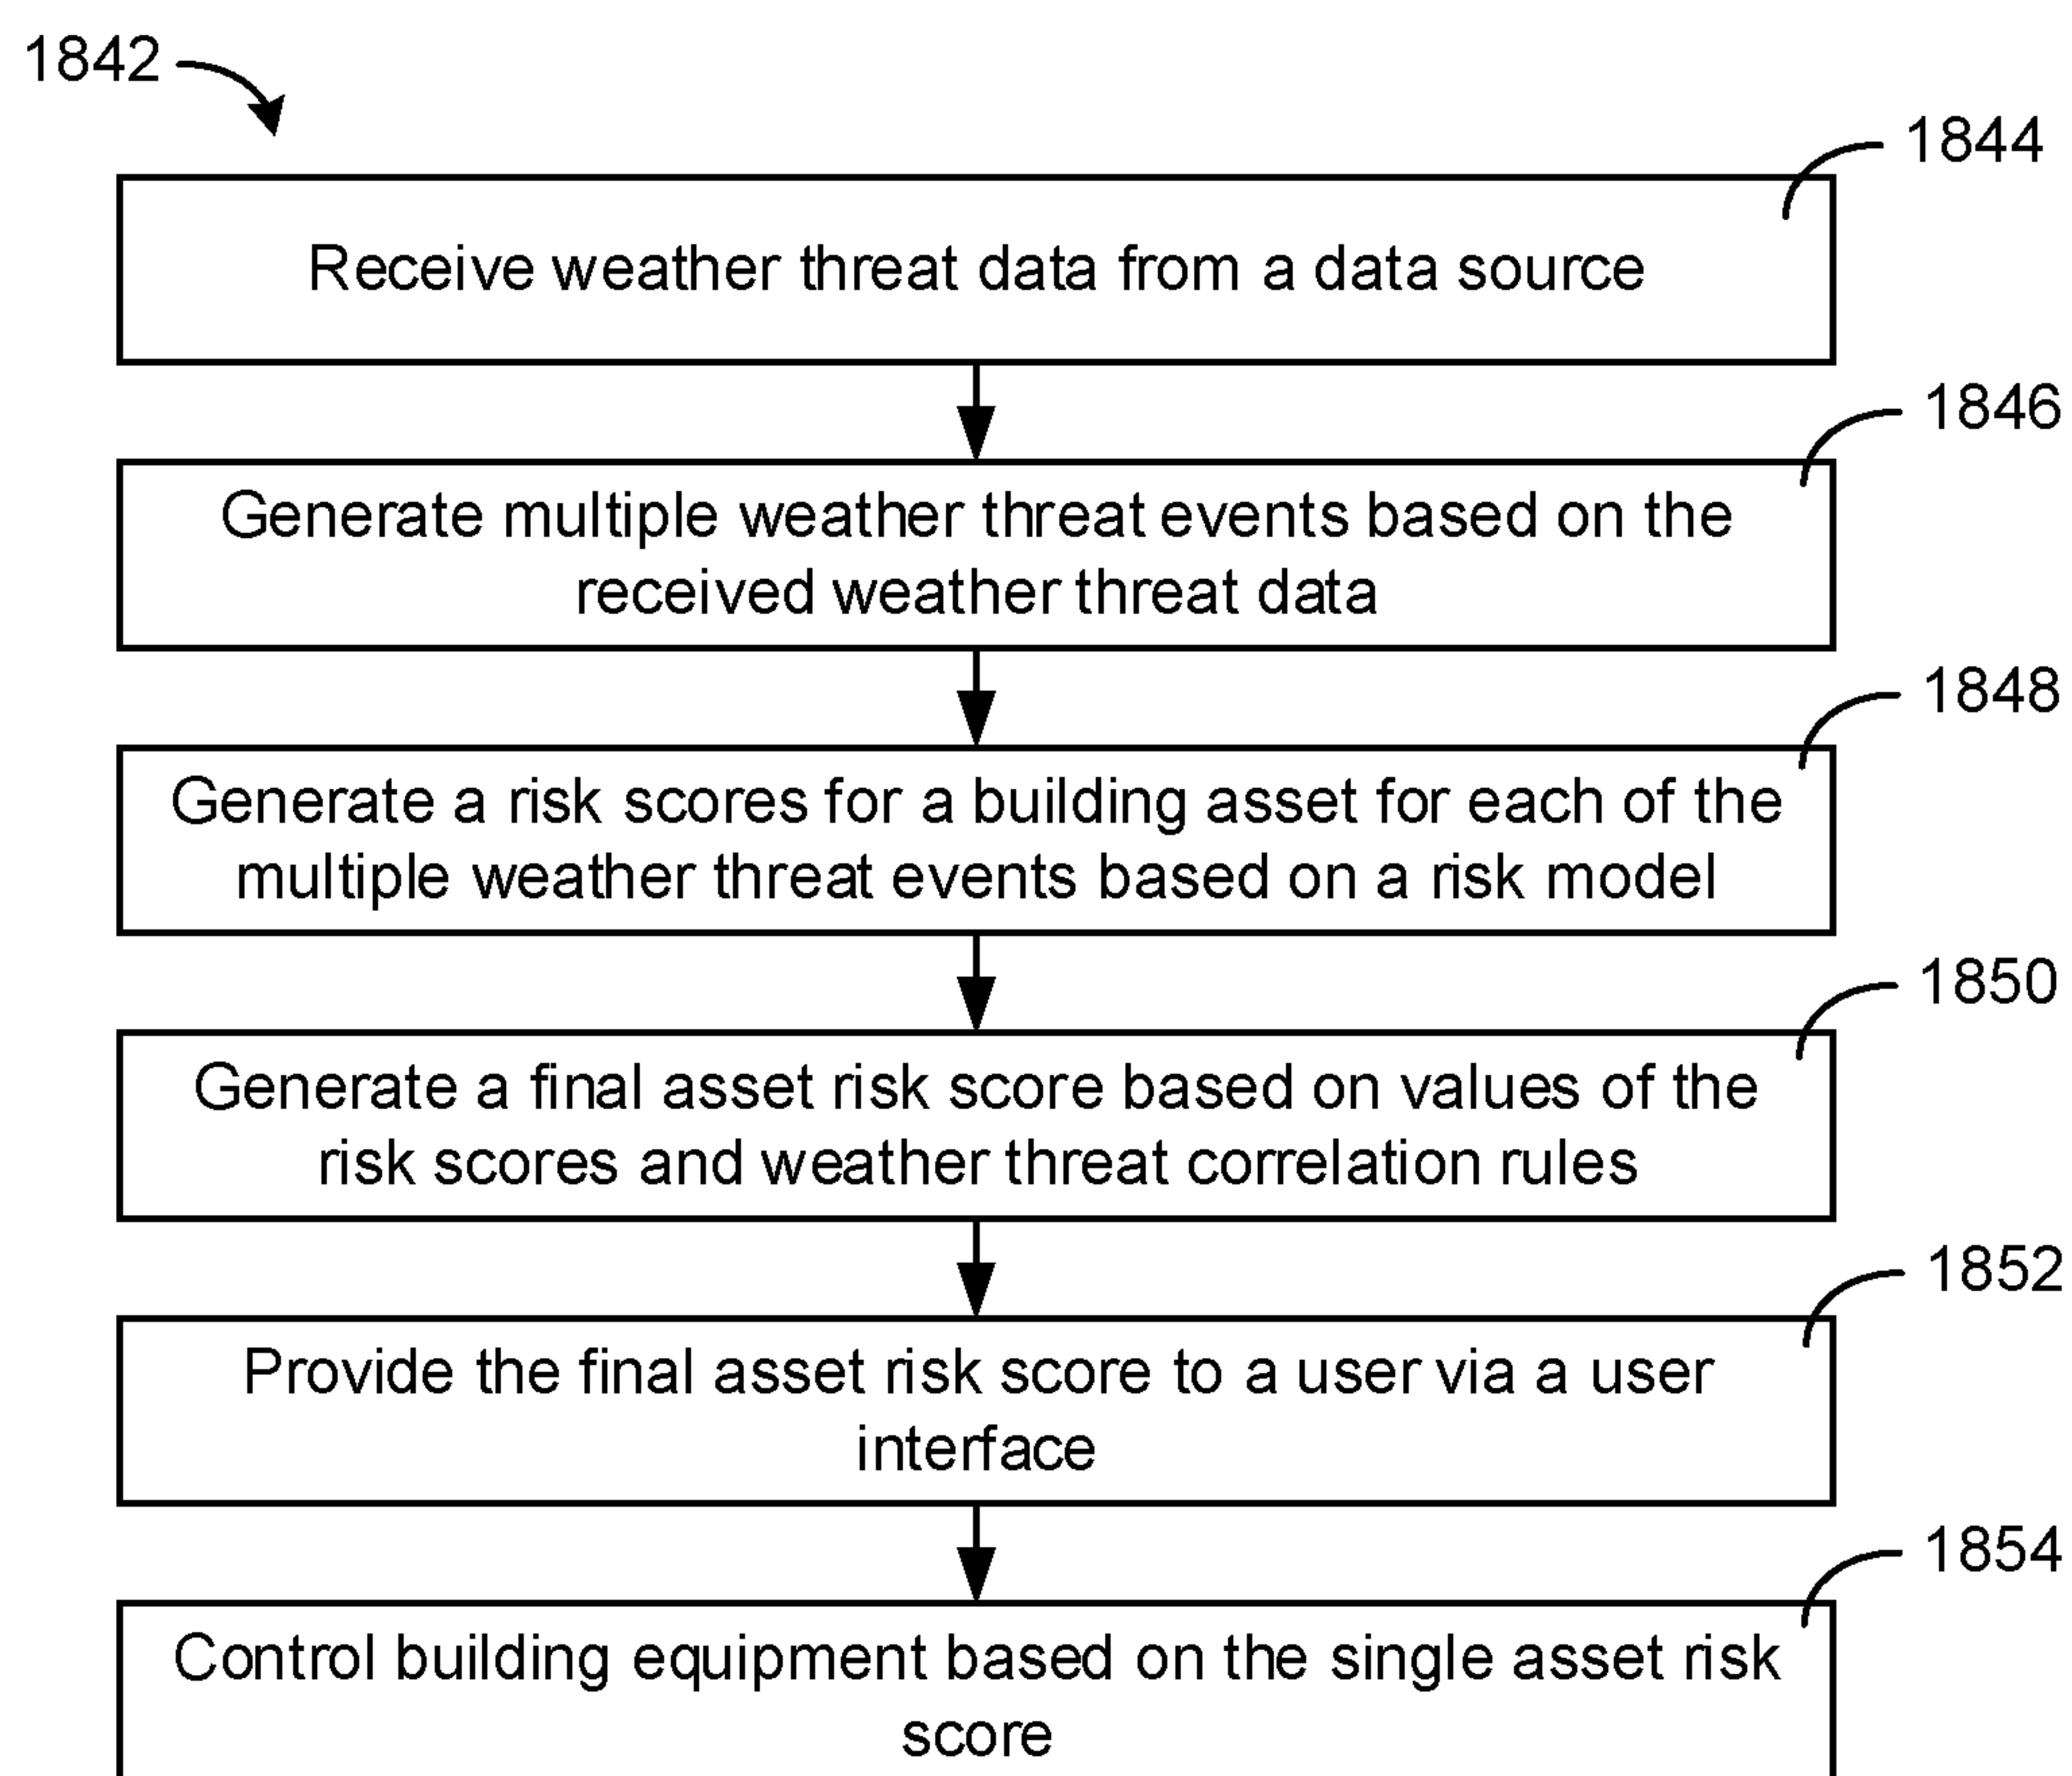 1842
1844
Receive weather threat data from a data source
1846
Generate multiple weather threat events based on the
received weather threat data
1848
Generate a risk scores for a building asset for each of the
multiple weather threat events based on a risk model
1850
Generate a final asset risk score based on values of the
risk scores and weather threat correlation rules
1852
Provide the final asset risk score to a user via a user
interface
1854
Control building equipment based on the single asset risk
score